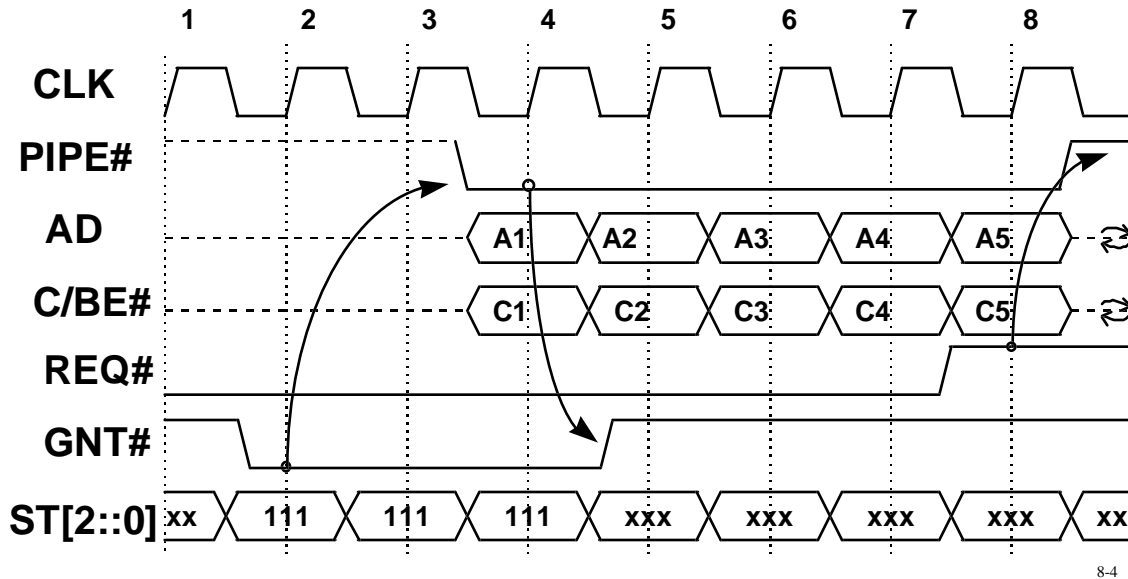 1 2 3 4 5 6 7 8
CLK
PIPE#
AD A1 A2 A3 A4 A5
C/BE# C1 C2 C3 C4 C5
REQ#
GNT#
ST[2::0] xx 111 111 111 xxx xxx xxx xxx xx
8-4